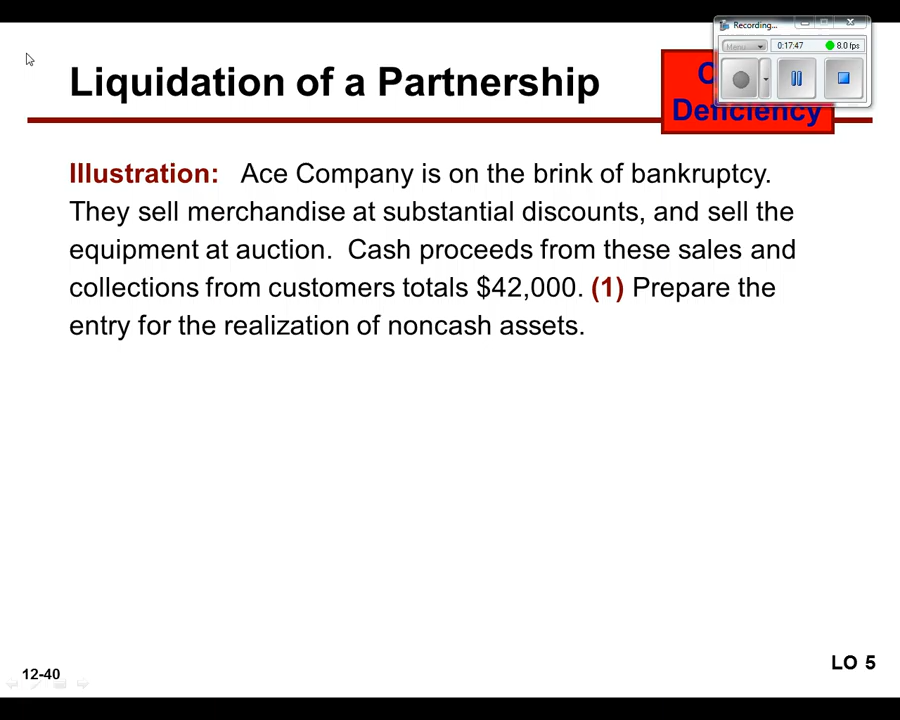 Recording...
Menu
0:17:47
8.0 fps
Liquidation of a Partnership
Deficiency
Illustration: Ace Company is on the brink of bankruptcy.
They sell merchandise at substantial discounts, and sell the
equipment at auction. Cash proceeds from these sales and
collections from customers totals $42,000. (1) Prepare the
entry for the realization of noncash assets.
12-40
LO 5